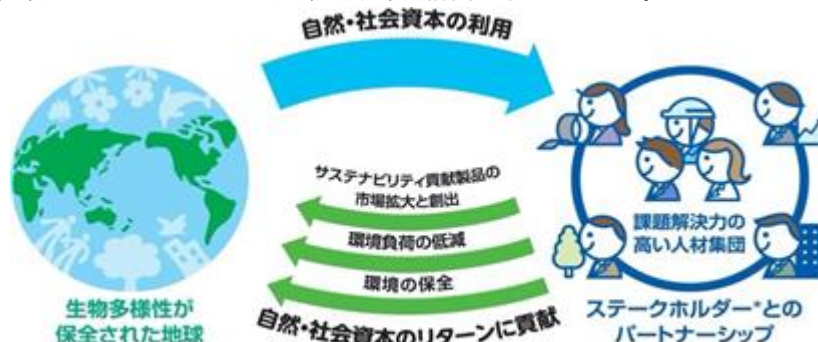 自然・社会資本の利用
サステナビリティ貢献製品の
市場拡大と創出
環境負荷の低減
環境の保全
自然・社会資本のリターンに貢献
生物多様性が
保全された地球
課題解決力の
高い人材集団
ステークホルダー*との
パートナーシップ